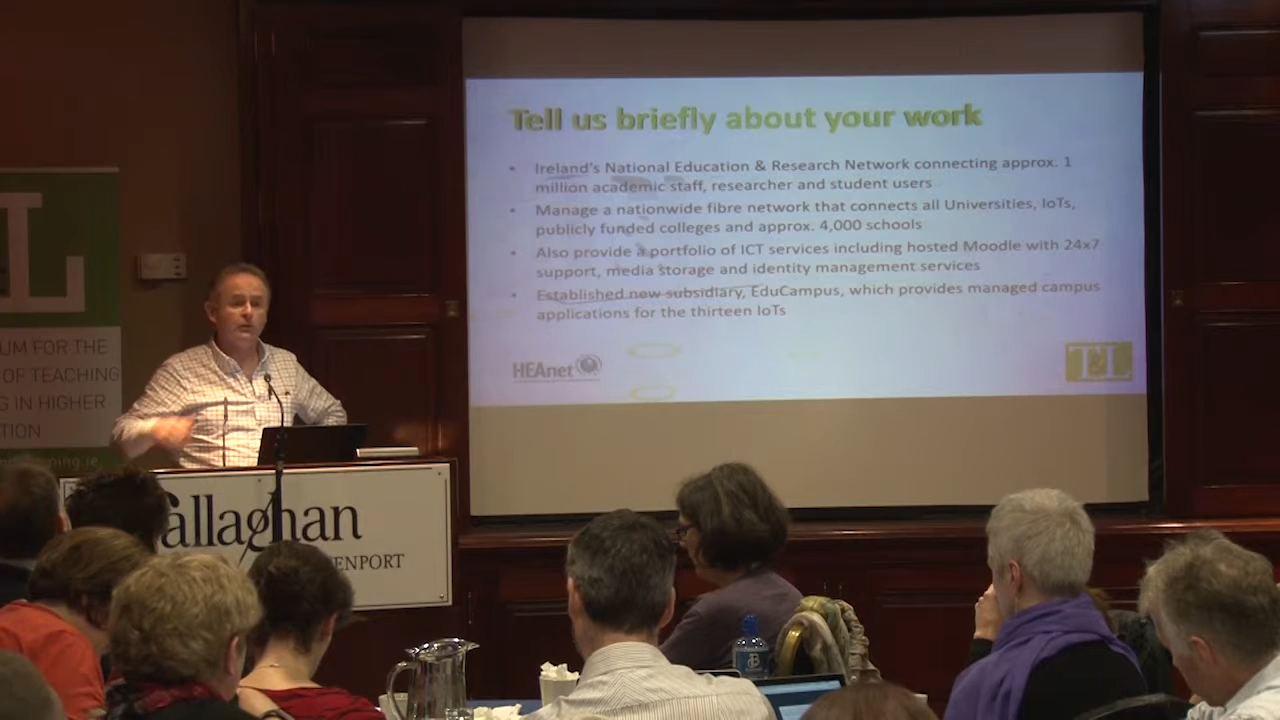 Tell us briefly about your work
• Ireland's National Education & Research Network connecting approx. 1
million academic staff, researcher and student users
• Manage a nationwide fibre network that connects all Universities, IoTs,
publicly funded colleges and approx. 4,000 schools
• Also provide a portfolio of ICT services including hosted Moodle with 24x7
support, media storage and identity management services
• Established new subsidiary, EduCampus, which provides managed campus
applications for the thirteen IoTs
HEAnet
T&L
L
UM FOR THE
OF TEACHING
G IN HIGHER
TION
ning.ie
allaghan
ENPORT